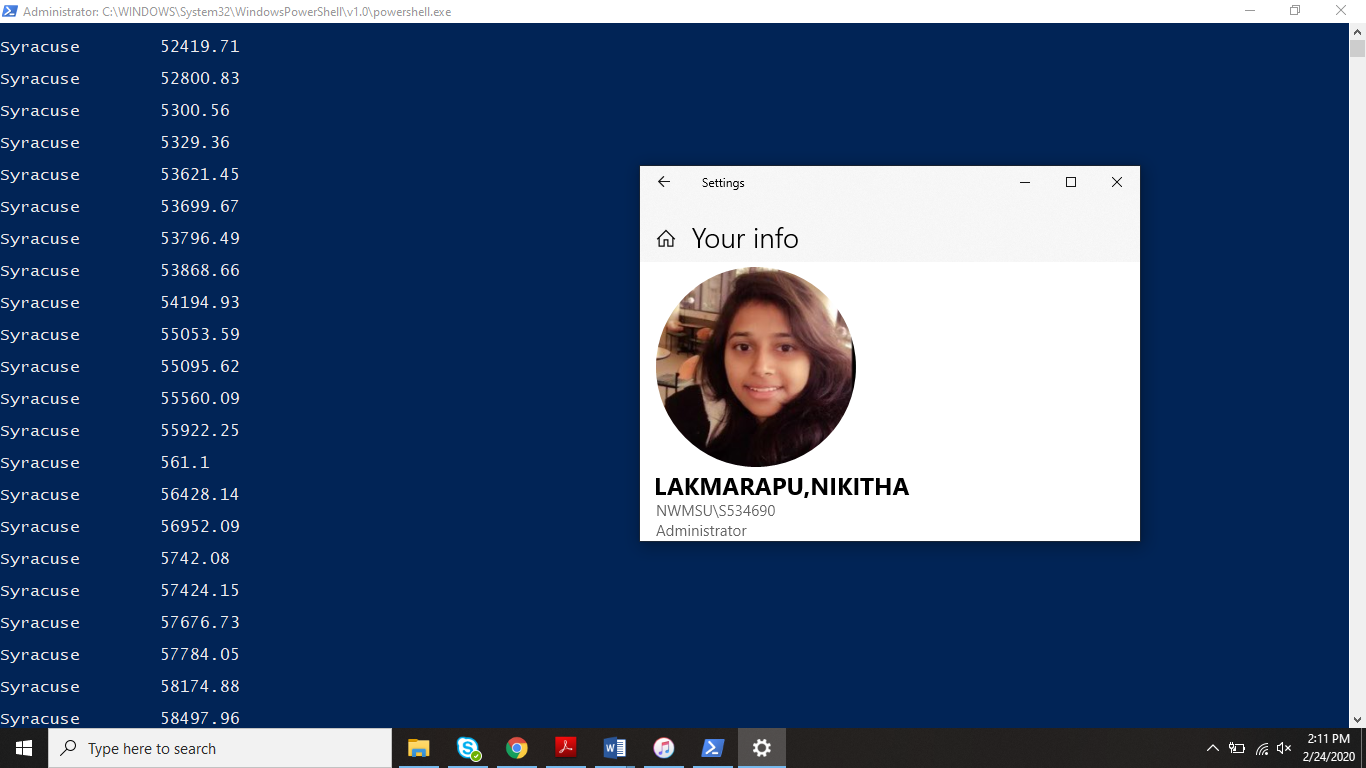 Administrator: C:\WINDOWS\System32\WindowsPowerShell\v1.0\powershell.exe
Syracuse 52419.71
Syracuse 52800.83
Syracuse 5300.56
Syracuse 5329.36
Syracuse 53621.45
Syracuse 53699.67
Syracuse 53796.49
Syracuse 53868.66
Syracuse 54194.93
Syracuse 55053.59
Syracuse 55095.62
Syracuse 55560.09
Syracuse 55922.25
Syracuse 561.1
Syracuse 56428.14
Syracuse 56952.09
Syracuse 5742.08
Syracuse 57424.15
Syracuse 57676.73
Syracuse 57784.05
Syracuse 58174.88
Syracuse 58497.96
Settings
Your info
LAKMARAPU,NIKITHA
NWMSU\S534690
Administrator
Type here to search
2:11 PM
2/24/2020